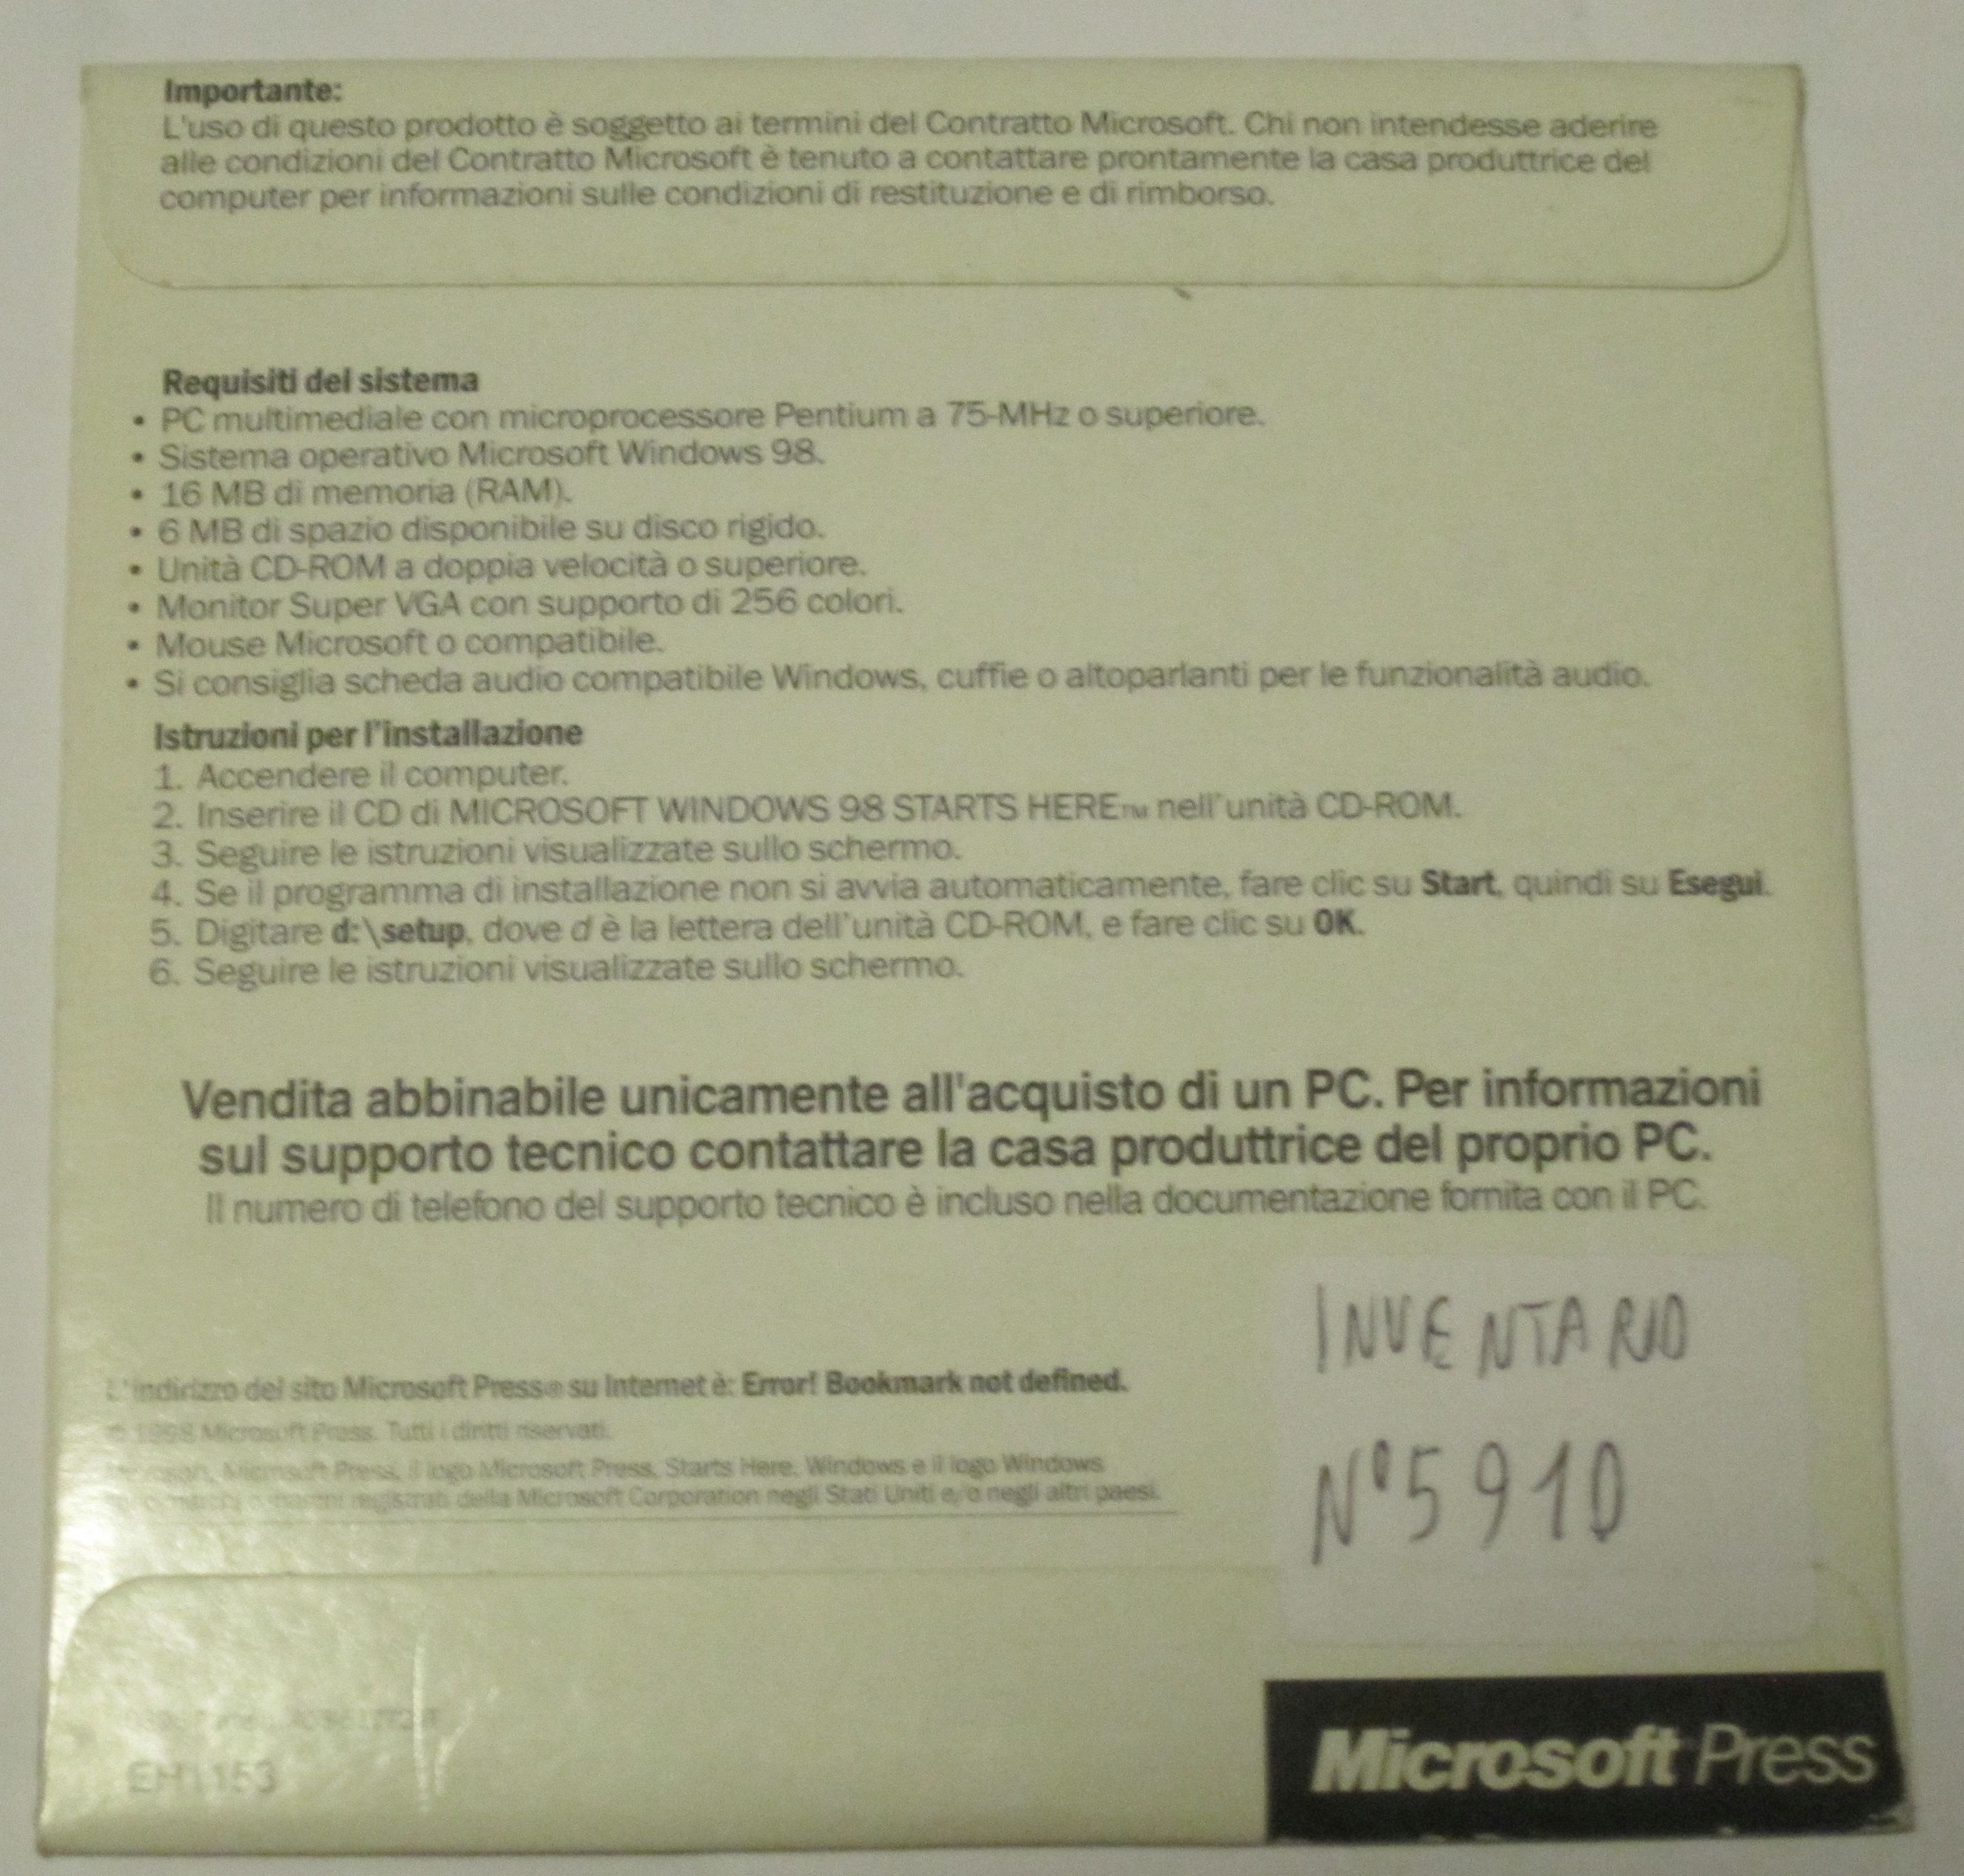 Importante:
L'uso di questo prodotto è soggetto ai termini del Contratto Microsoft. Chi non intendesse aderire
alle condizioni del Contratto Microsoft è tenuto a contattare prontamente la casa produttrice del
computer per informazioni sulle condizioni di restituzione e di rimborso.
Requisiti del sistema
• PC multimediale con microprocessore Pentium a 75-MHz o superiore.
• Sistema operativo Microsoft Windows 98.
• 16 MB di memoria (RAM).
• 6 MB di spazio disponibile su disco rigido.
• Unità CD-ROM a doppia velocità o superiore.
• Monitor Super VGA con supporto di 256 colori.
• Mouse Microsoft o compatibile.
• Si consiglia scheda audio compatibile Windows, cuffie o altoparlanti per le funzionalità audio.
Istruzioni per l'installazione
1. Accendere il computer.
2. Inserire il CD di MICROSOFT WINDOWS 98 STARTS HERE™ nell'unità CD-ROM.
3. Seguire le istruzioni visualizzate sullo schermo.
4. Se il programma di installazione non si avvia automaticamente, fare clic su Start, quindi su Esegui.
5. Digitare d:\setup, dove d è la lettera dell'unità CD-ROM, e fare clic su OK.
6. Seguire le istruzioni visualizzate sullo schermo.
Vendita abbinabile unicamente all'acquisto di un PC. Per informazioni
sul supporto tecnico contattare la casa produttrice del proprio PC.
Il numero di telefono del supporto tecnico è incluso nella documentazione fornita con il PC.
L'indirizzo del sito Microsoft Press® su Internet è: Error! Bookmark not defined.
© 1998 Microsoft Press. Tutti i diritti riservati.
Microsoft, Microsoft Press, il logo Microsoft Press, Starts Here, Windows e il logo Windows
registrati della Microsoft Corporation negli Stati Uniti e/o negli altri paesi.
INVENTARIO
N°5910
EH1153
Microsoft Press